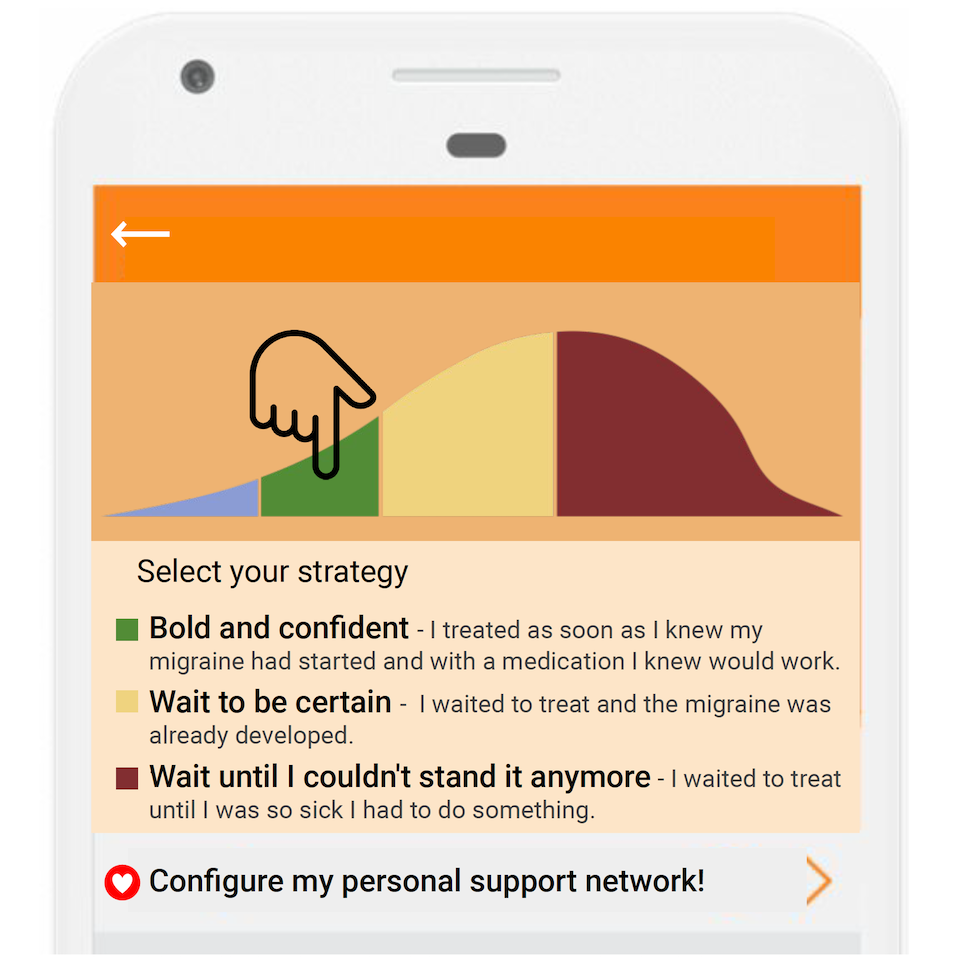 Select your strategy
Bold and confident - I treated as soon as I knew my
migraine had started and with a medication I knew would work.
Wait to be certain - I waited to treat and the migraine was
already developed.
Wait until I couldn't stand it anymore - I waited to treat
until I was so sick I had to do something.
Configure my personal support network!